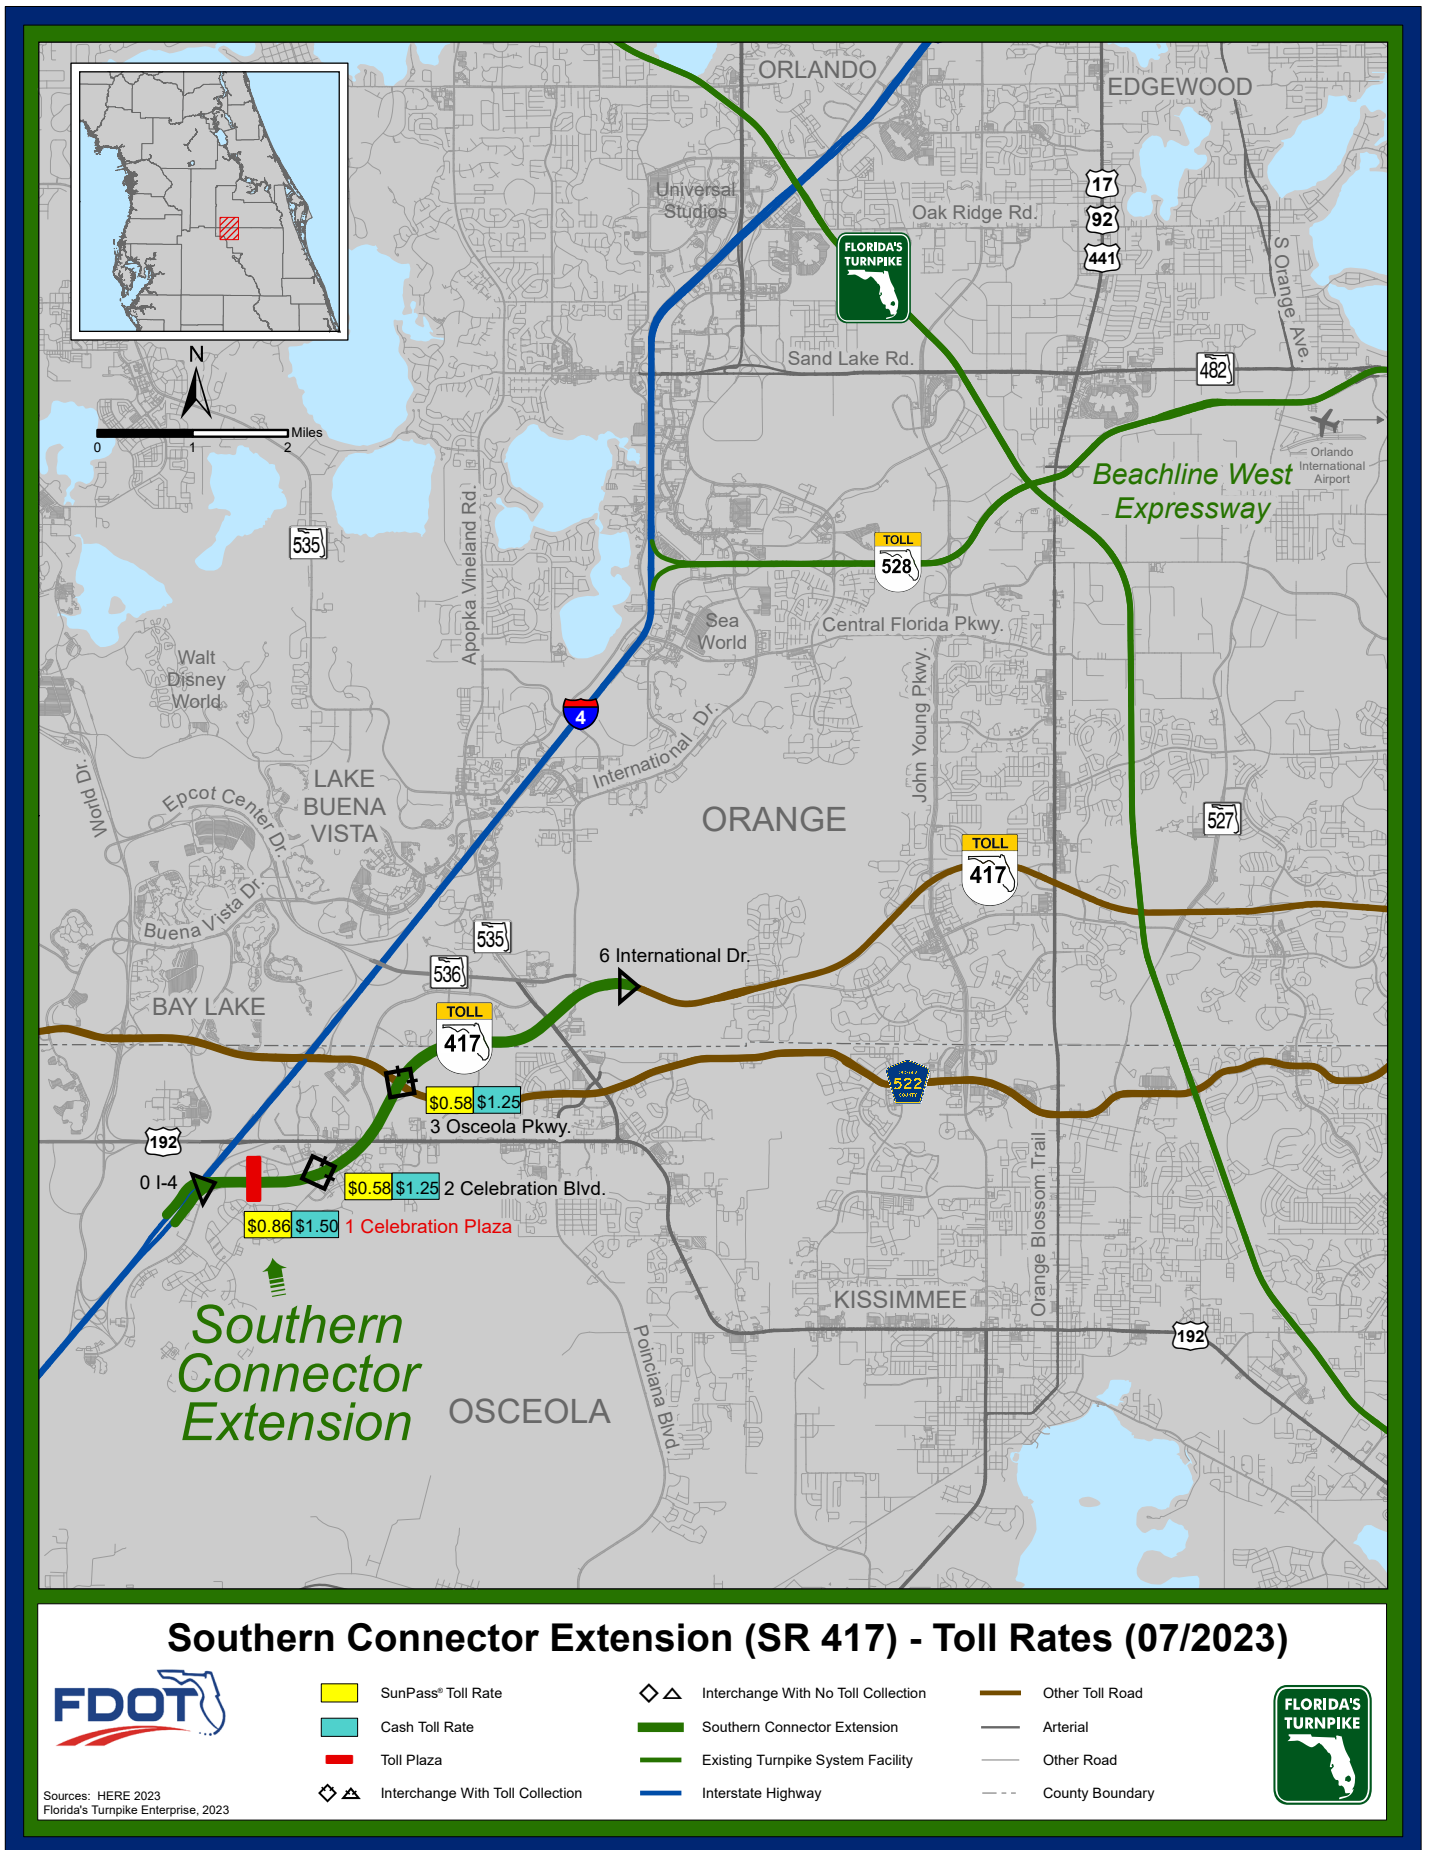 ORLANDO
EDGEWOOD
Universal
Studios
Oak Ridge Rd.
17
92
441
FLORIDA'S
TURNPIKE
S Orange Ave.
N
Miles
0 1 2
Sand Lake Rd.
482
Orlando
International
Airport
Beachline West
Expressway
535
Apopka Vineland Rd.
TOLL
528
Sea
World
Central Florida Pkwy.
Walt
Disney
World
4
International Dr.
John Young Pkwy.
World Dr.
Epcot Center Dr.
LAKE
BUENA
VISTA
ORANGE
527
TOLL
417
Buena Vista Dr.
535
536
6 International Dr.
BAY LAKE
TOLL
417
COUNTY
522
$0.58 $1.25
3 Osceola Pkwy.
192
0 I-4
$0.58 $1.25 2 Celebration Blvd.
$0.86 $1.50 1 Celebration Plaza
Orange Blossom Trail
Southern
Connector
Extension
KISSIMMEE
192
Poinciana Blvd.
OSCEOLA
Southern Connector Extension (SR 417) - Toll Rates (07/2023)
FDOT
SunPass® Toll Rate
Cash Toll Rate
Toll Plaza
Interchange With Toll Collection
Interchange With No Toll Collection
Southern Connector Extension
Existing Turnpike System Facility
Interstate Highway
Other Toll Road
Arterial
Other Road
County Boundary
FLORIDA'S
TURNPIKE
Sources: HERE 2023
Florida's Turnpike Enterprise, 2023